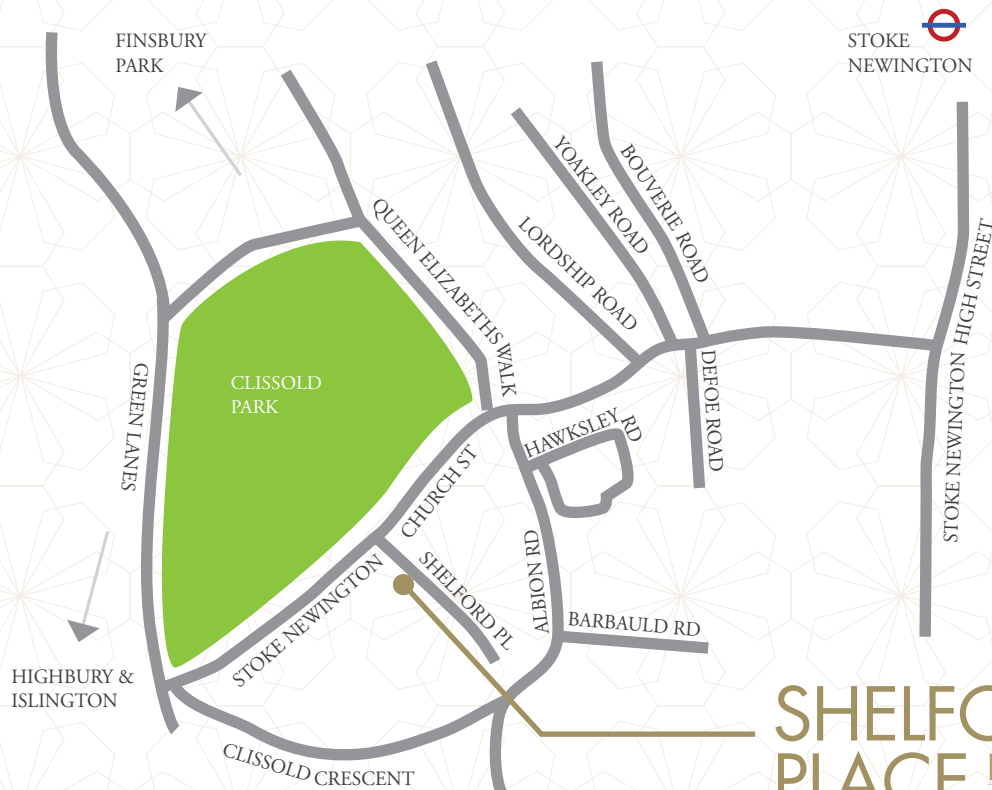 FINSBURY
PARK
STOKE
NEWINGTON
YOAKLEY ROAD
BOUVERIE ROAD
QUEEN ELIZABETHS WALK
LORDSHIP ROAD
STOKE NEWINGTON HIGH STREET
GREEN LANES
CLISSOLD
PARK
DEFOE ROAD
HAWKSLEY RD
STOKE NEWINGTON CHURCH ST
SHELFORD PL
ALBION RD
BARBAULD RD
HIGHBURY &
ISLINGTON
CLISSOLD CRESCENT
SHELFO
PLACE